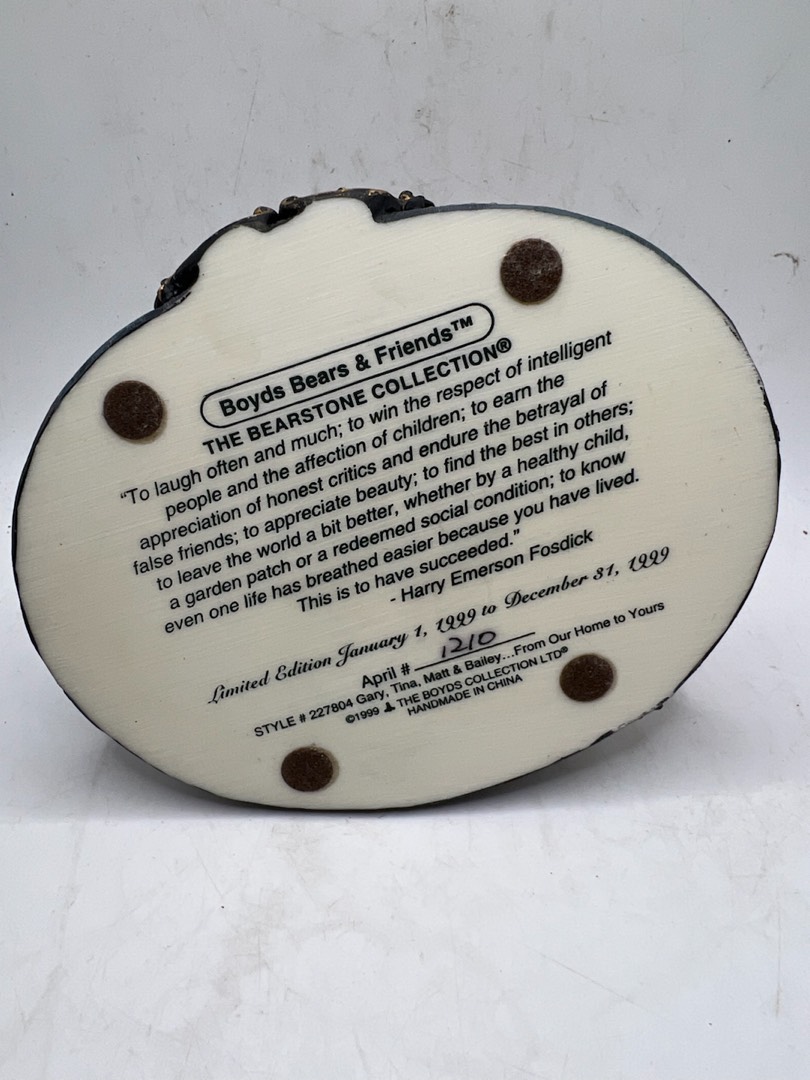 Boyds Bears & Friends™
THE BEARSTONE COLLECTION®
“To laugh often and much; to win the respect of intelligent
people and the affection of children; to earn the
appreciation of honest critics and endure the betrayal of
false friends; to appreciate beauty; to find the best in others;
to leave the world a bit better, whether by a healthy child,
a garden patch or a redeemed social condition; to know
even one life has breathed easier because you have lived.
This is to have succeeded.”
- Harry Emerson Fosdick
Limited Edition January 1, 1999 to December 31, 1999
April # 1210
STYLE # 227804 Gary, Tina, Matt & Bailey...From Our Home to Yours
©1999 THE BOYDS COLLECTION LTD®
HANDMADE IN CHINA